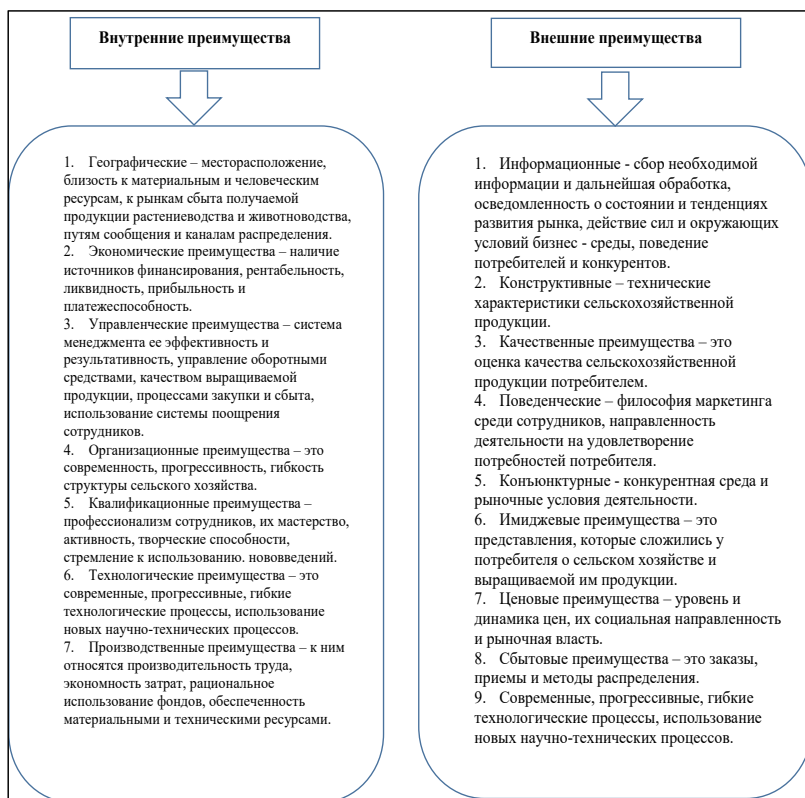 Внутренние преимущества
1. Географические – месторасположение,
близость к материальным и человеческим
ресурсам, к рынкам сбыта получаемой
продукции растениеводства и животноводства,
путям сообщения и каналам распределения.
2. Экономические преимущества – наличие
источников финансирования, рентабельность,
ликвидность, прибыльность и
платежеспособность.
3. Управленческие преимущества – система
менеджмента ее эффективность и
результативность, управление оборотными
средствами, качеством выращиваемой
продукции, процессами закупки и сбыта,
использование системы поощрения
сотрудников.
4. Организационные преимущества – это
современность, прогрессивность, гибкость
структуры сельского хозяйства.
5. Квалификационные преимущества –
профессионализм сотрудников, их мастерство,
активность, творческие способности,
стремление к использованию. нововведений.
6. Технологические преимущества – это
современные, прогрессивные, гибкие
технологические процессы, использование
новых научно-технических процессов.
7. Производственные преимущества – к ним
относятся производительность труда,
экономность затрат, рациональное
использование фондов, обеспеченность
материальными и техническими ресурсами.
Внешние преимущества
1. Информационные - сбор необходимой
информации и дальнейшая обработка,
осведомленность о состоянии и тенденциях
развития рынка, действие сил и окружающих
условий бизнес - среды, поведение
потребителей и конкурентов.
2. Конструктивные – технические
характеристики сельскохозяйственной
продукции.
3. Качественные преимущества – это
оценка качества сельскохозяйственной
продукции потребителем.
4. Поведенческие – философия маркетинга
среди сотрудников, направленность
деятельности на удовлетворение
потребностей потребителя.
5. Конъюнктурные - конкурентная среда и
рыночные условия деятельности.
6. Имиджевые преимущества – это
представления, которые сложились у
потребителя о сельском хозяйстве и
выращиваемой им продукции.
7. Ценовые преимущества – уровень и
динамика цен, их социальная направленность
и рыночная власть.
8. Сбытовые преимущества – это заказы,
приемы и методы распределения.
9. Современные, прогрессивные, гибкие
технологические процессы, использование
новых научно-технических процессов.